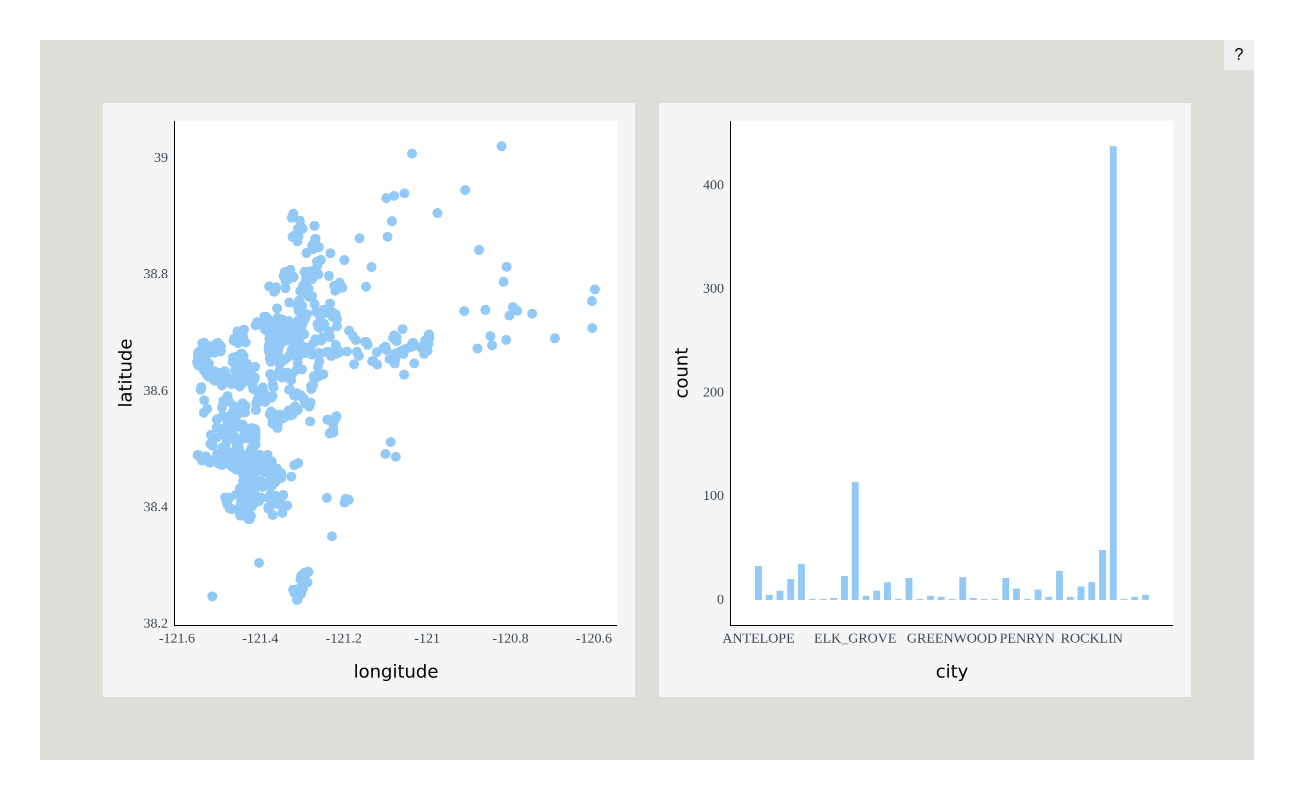 ?
39
38.8
38.6
38.4
38.2
latitude
-121.6 -121.4 -121.2 -121 -120.8 -120.6
longitude
400
300
200
100
0
count
ANTELOPE ELK_GROVE GREENWOOD PENRYN ROCKLIN
city